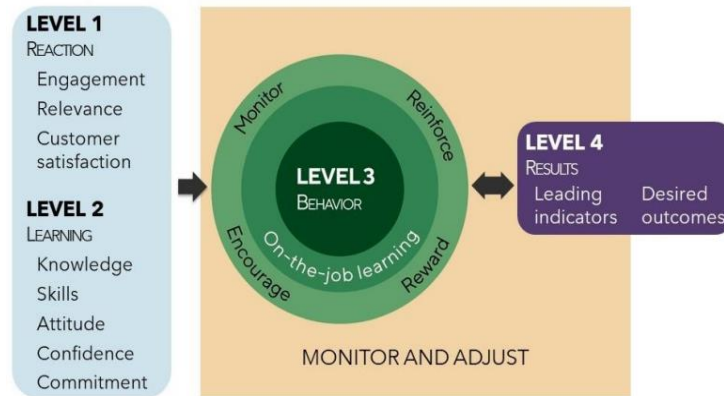 LEVEL 1
REACTION
Engagement
Relevance
Customer
satisfaction
LEVEL 2
LEARNING
Knowledge
Skills
Attitude
Confidence
Commitment
Monitor
Reinforce
LEVEL 3
BEHAVIOR
On-the-job learning
Encourage
Reward
MONITOR AND ADJUST
LEVEL 4
RESULTS
Leading
indicators
Desired
outcomes